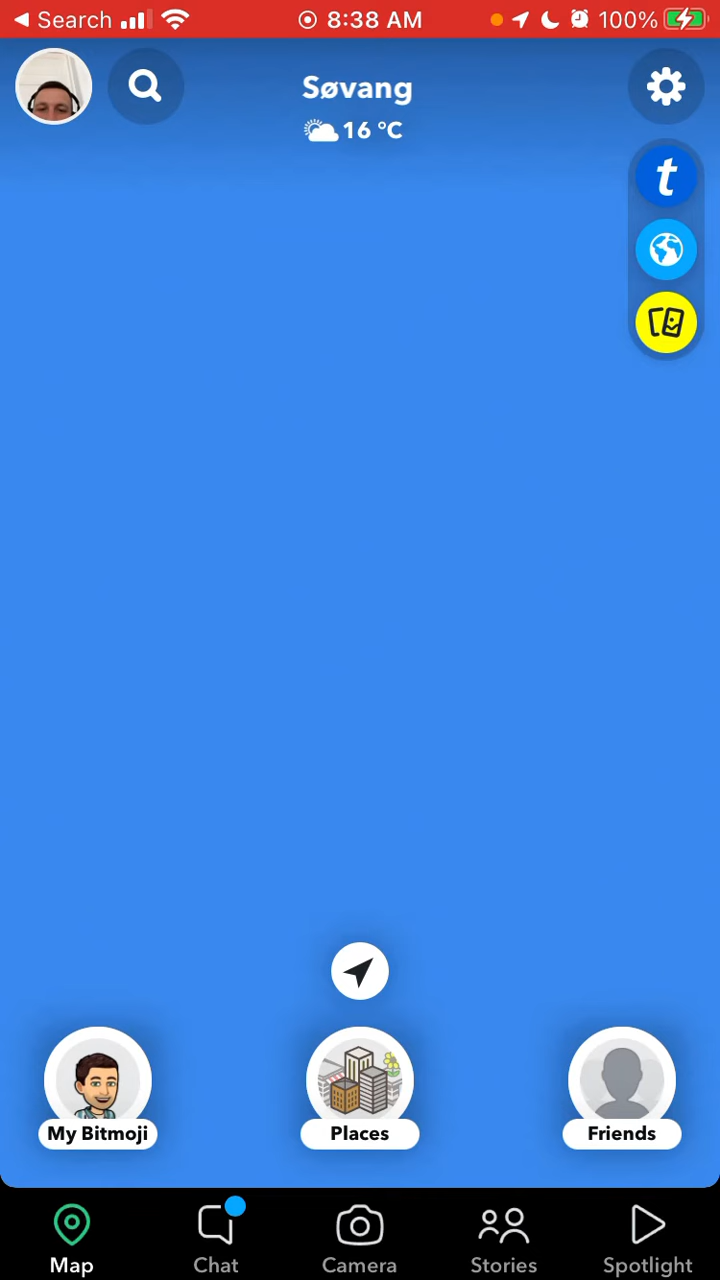 Search 8:38 AM 100%
Søvang
16 °C
t
My Bitmoji Places Friends
Map Chat Camera Stories Spotlight